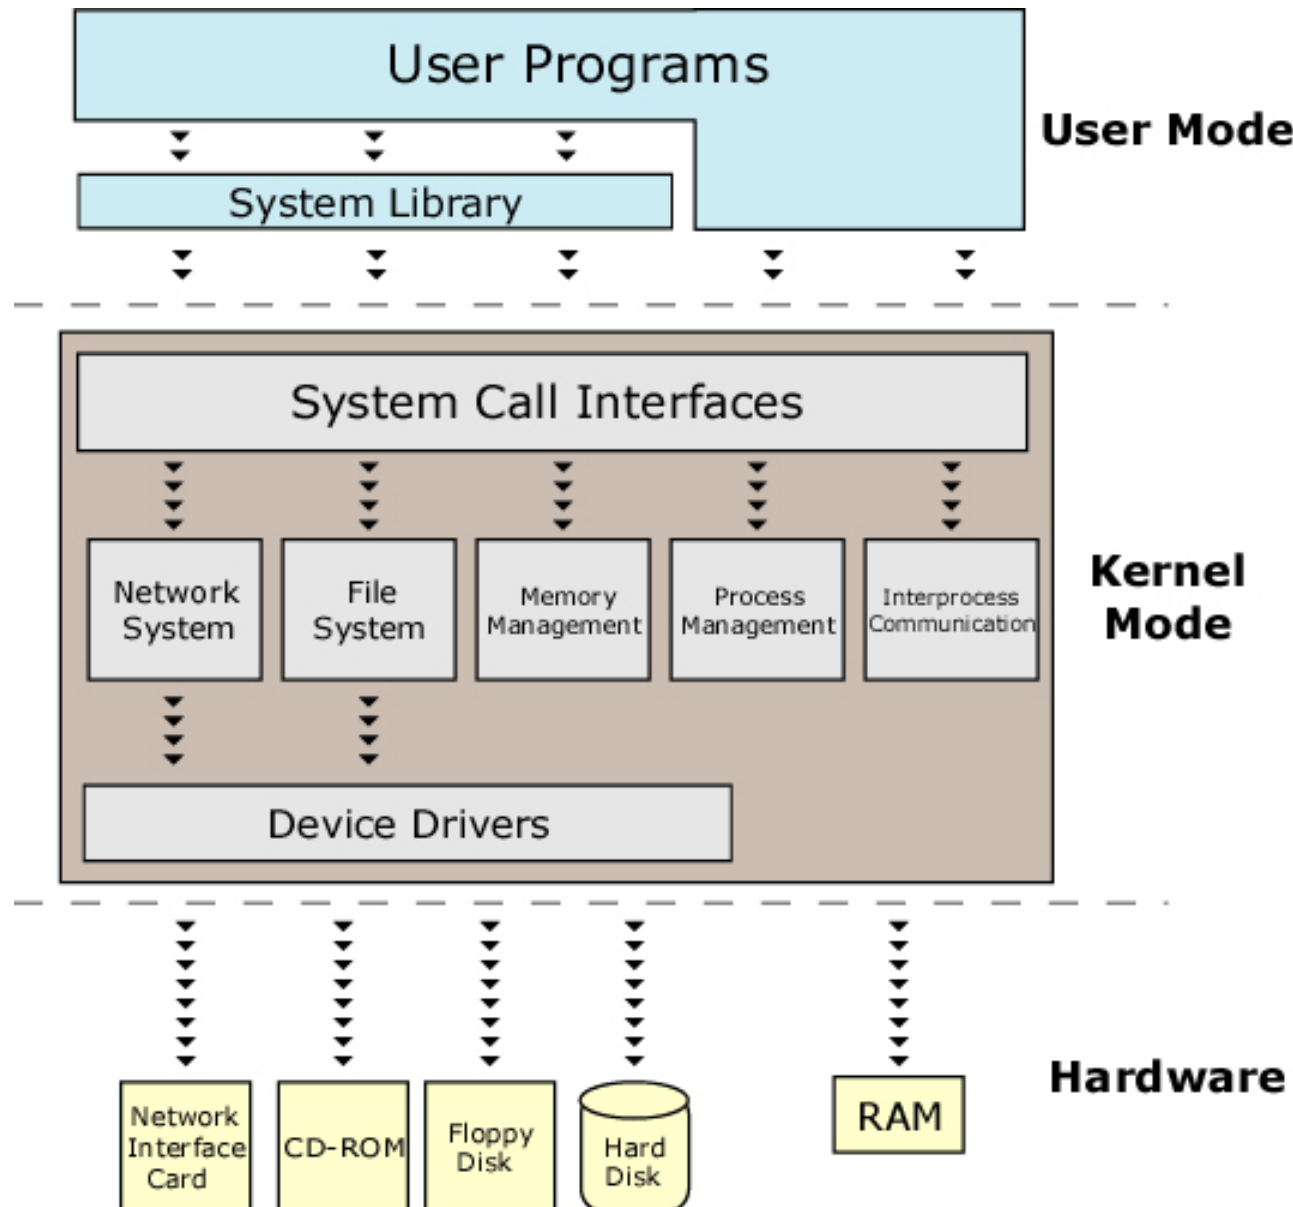 User Programs
User Mode
System Library
System Call Interfaces
Network
System
File
System
Memory
Management
Process
Management
Interprocess
Communication
Kernel
Mode
Device Drivers
Hardware
Network
Interface
Card
CD-ROM
Floppy
Disk
Hard
Disk
RAM